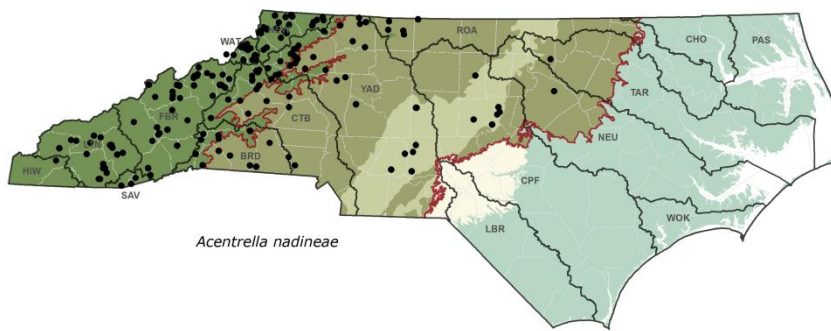 CHO
PAS
ROA
WAT
YAD
TAR
FBR
CTB
NEU
BRD
HIW
CPF
SAV
WOK
LBR
Acentrella nadineae